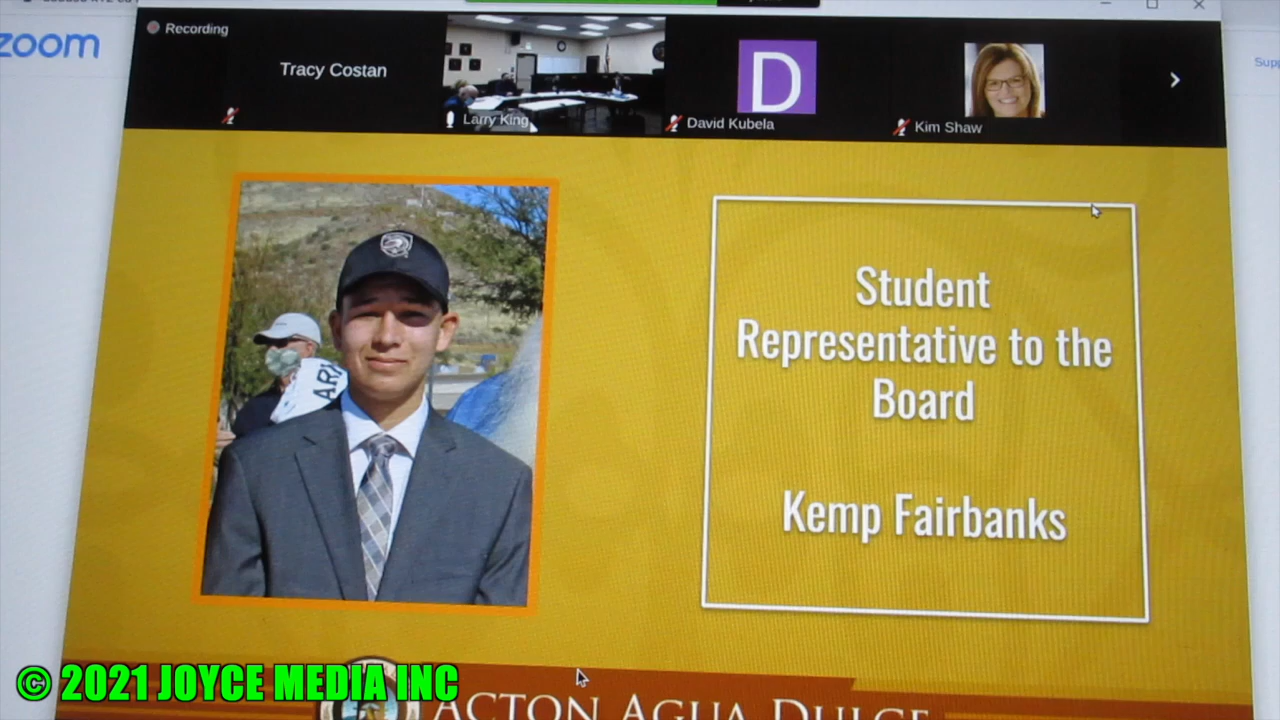 zoom
Recording
Tracy Costan
Larry King
D
David Kubela
Kim Shaw
ARM
Student
Representative to the
Board
Kemp Fairbanks
© 2021 JOYCE MEDIA INC
ACTON AGUA DULCE